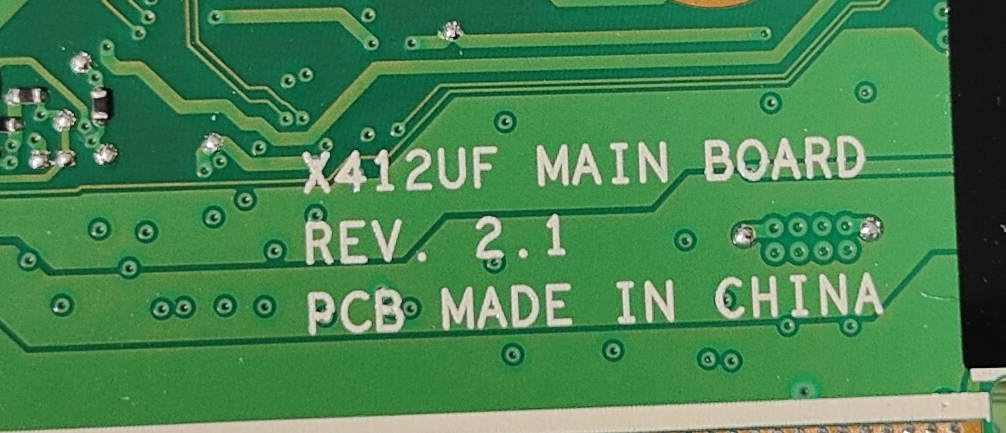 X412UF MAIN BOARD
REV. 2.1
PCB MADE IN CHINA